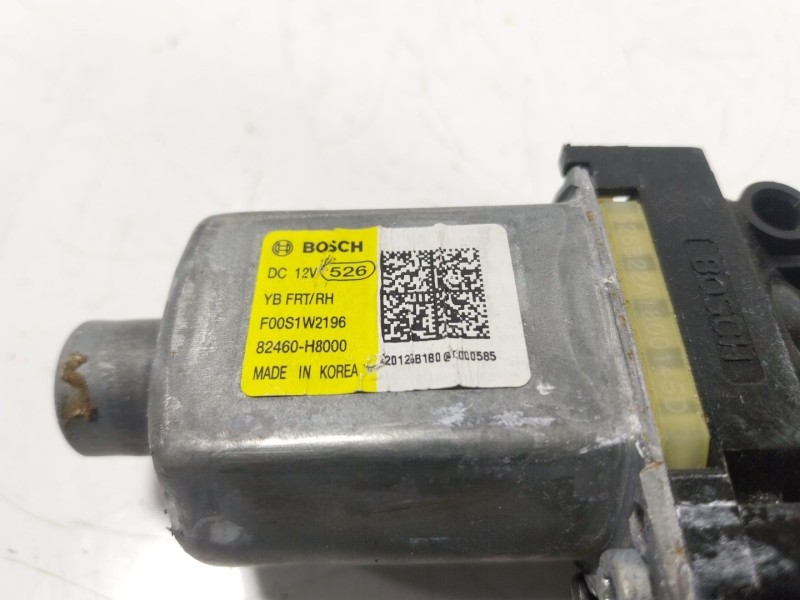 BOSCH
DC 12V 526
YB FRT/RH
F00S1W2196
82460-H8000
MADE IN KOREA
BOSCH